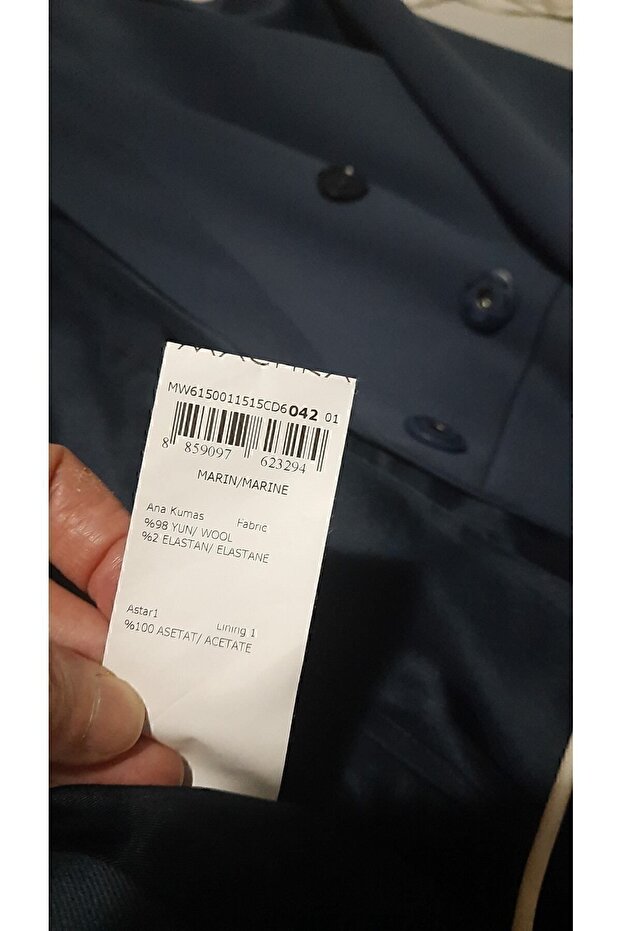 MACHKA
MW6150011515CD6042 01
8 859097 623294
MARIN/MARINE
Ana Kumas Fabric
%98 YUN/ WOOL
%2 ELASTAN/ ELASTANE
Astar1 Lining 1
%100 ASETAT/ ACETATE